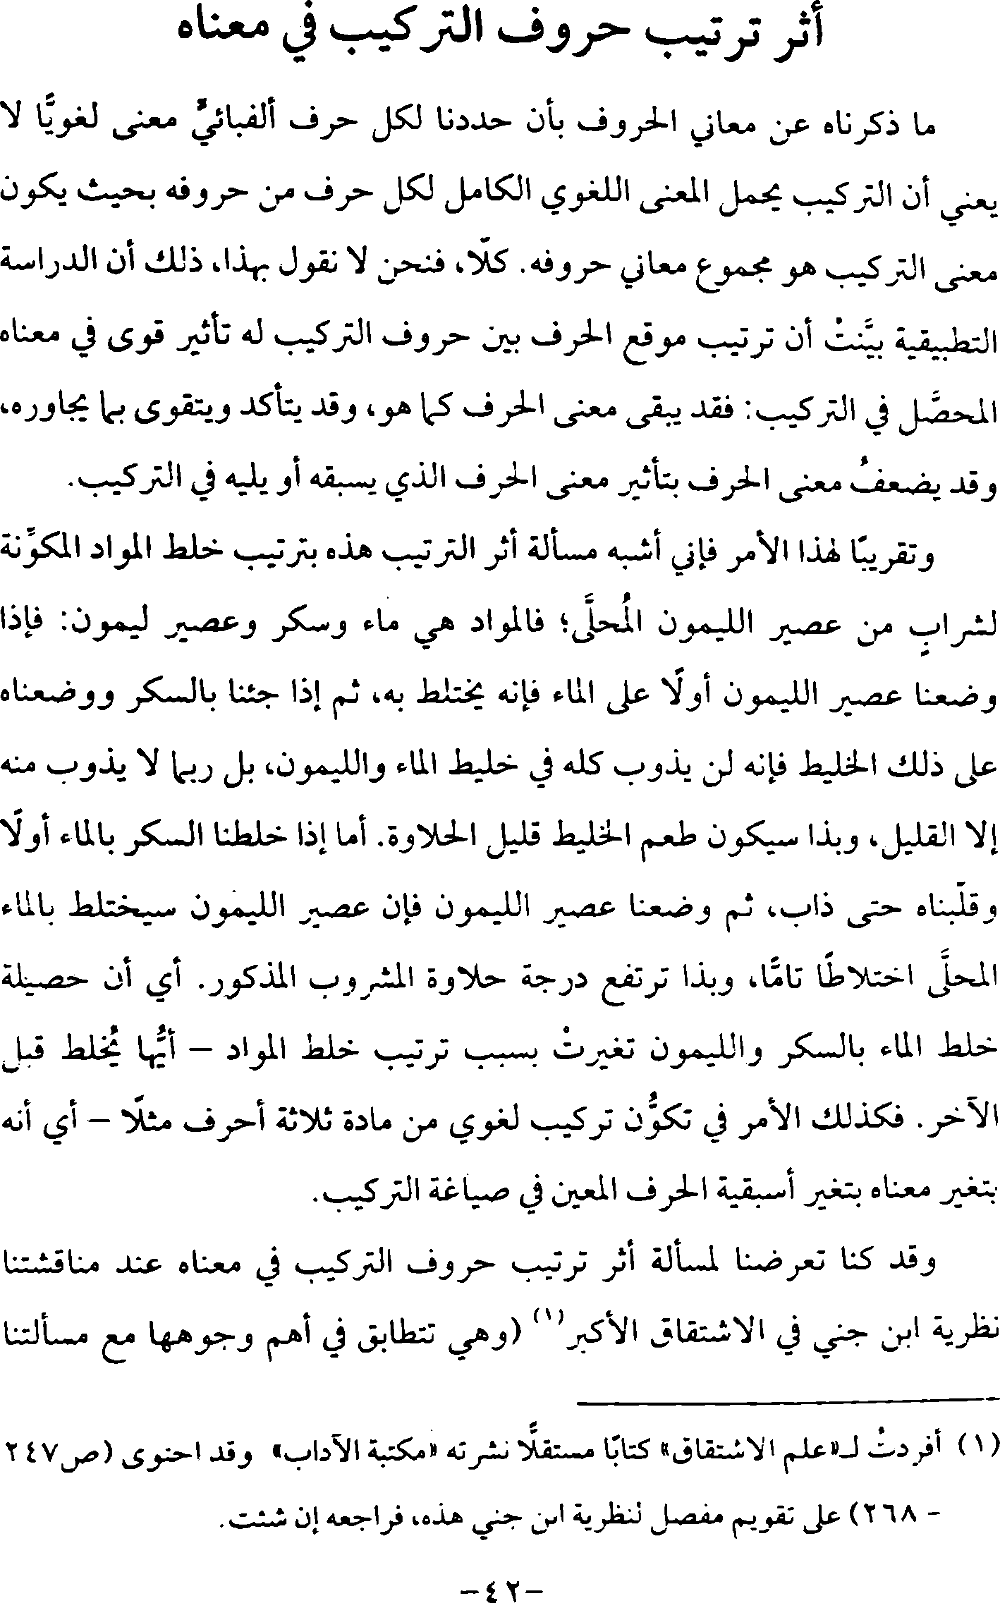 أثر ترتيب حروف التركيب في معناه
ما ذكرناه عن معاني الحروف بأن حددنا لكل حرف ألفبائيٍّ معنى لغويًّا لا
يعني أن التركيب يحمل المعنى اللغوي الكامل لكل حرف من حروفه بحيث يكون
معنى التركيب هو مجموع معاني حروفه. كلّا، فنحن لا نقول بهذا، ذلك أن الدراسة
التطبيقية بيَّنتْ أن ترتيب موقع الحرف بين حروف التركيب له تأثير قوى في معناه
المحصَّل في التركيب: فقد يبقى معنى الحرف كما هو، وقد يتأكد ويتقوى بما يجاوره،
وقد يضعفُ معنى الحرف بتأثير معنى الحرف الذي يسبقه أو يليه في التركيب.
وتقريبًا لهذا الأمر فإني أشبه مسألة أثر الترتيب هذه بترتيب خلط المواد المكوِّنة
لشرابٍ من عصير الليمون المُحلَّى؛ فالمواد هي ماء وسكر وعصير ليمون: فإذا
وضعنا عصير الليمون أولًا على الماء فإنه يختلط به، ثم إذا جئنا بالسكر ووضعناه
على ذلك الخليط فإنه لن يذوب كله في خليط الماء والليمون، بل ربما لا يذوب منه
إلا القليل، وبذا سيكون طعم الخليط قليل الحلاوة. أما إذا خلطنا السكر بالماء أولًا
وقلّبناه حتى ذاب، ثم وضعنا عصير الليمون فإن عصير الليمون سيختلط بالماء
المحلَّى اختلاطًا تامًّا، وبذا ترتفع درجة حلاوة المشروب المذكور. أي أن حصيلة
خلط الماء بالسكر والليمون تغيرتْ بسبب ترتيب خلط المواد – أيُّها يُخلط قبل
الآخر. فكذلك الأمر في تكوُّن تركيب لغوي من مادة ثلاثة أحرف مثلًا – أي أنه
بتغير معناه بتغير أسبقية الحرف المعين في صياغة التركيب.
وقد كنا تعرضنا لمسألة أثر ترتيب حروف التركيب في معناه عند مناقشتنا
نظرية ابن جني في الاشتقاق الأكبر(١) (وهي تتطابق في أهم وجوهها مع مسألتنا
(١) أفردتُ لـ«علم الاشتقاق» كتابًا مستقلًّا نشرته «مكتبة الآداب» وقد احتوى (ص٢٤٧
- ٢٦٨) على تقويم مفصل لنظرية ابن جني هذه، فراجعه إن شئت.
-٤٢-